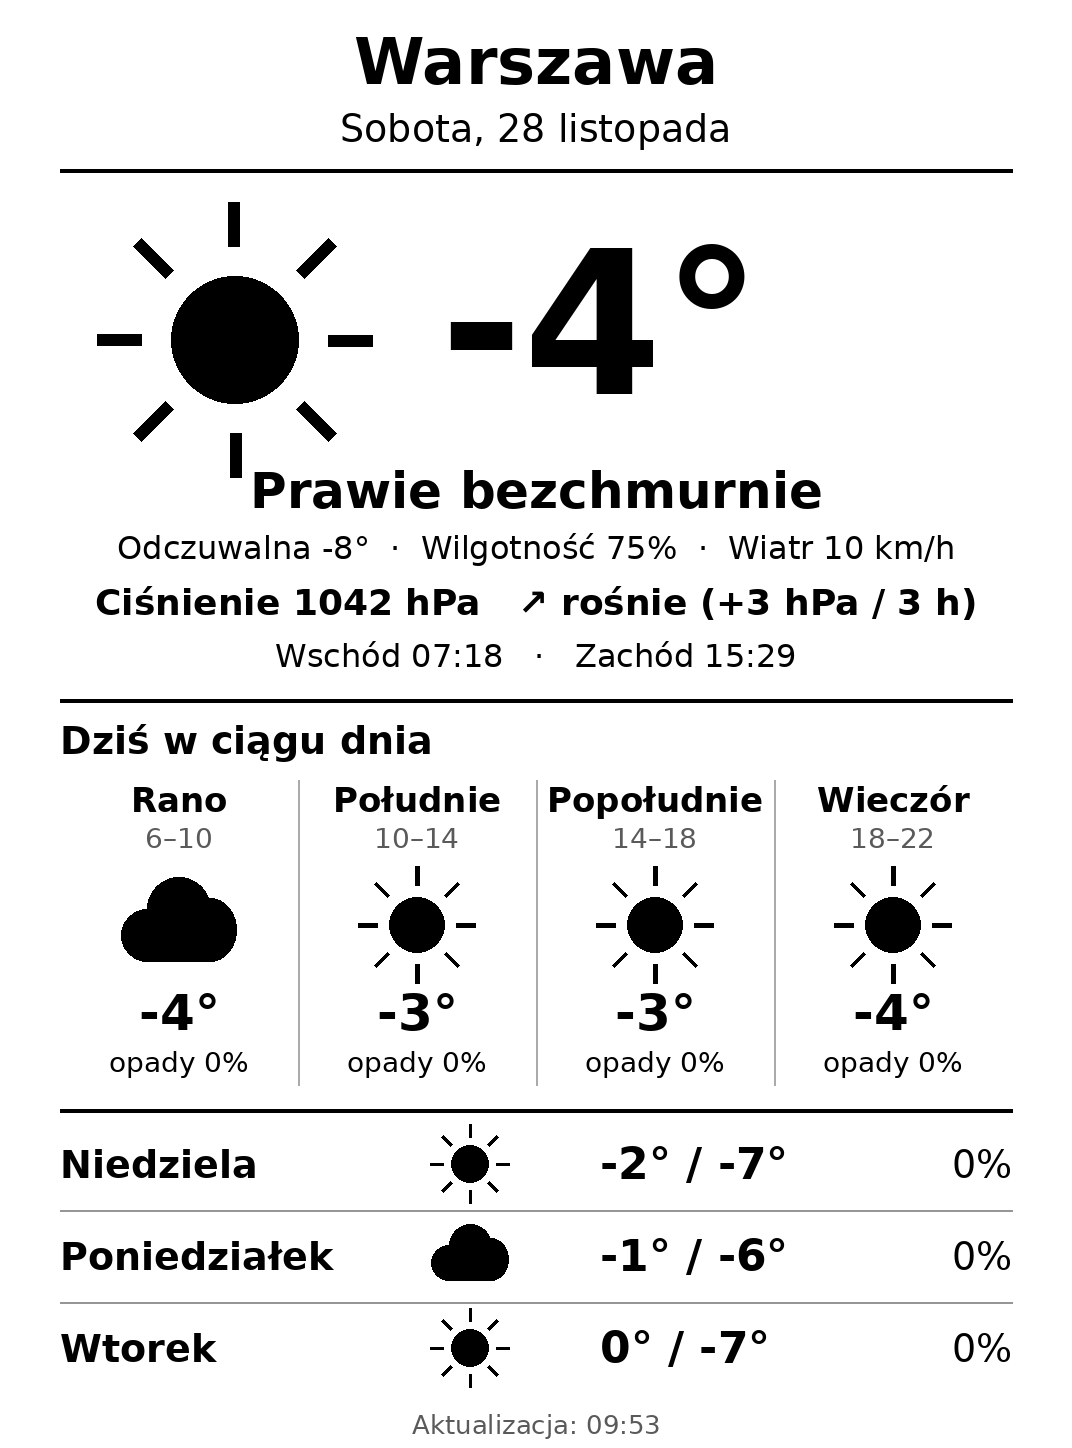 Warszawa
Sobota, 28 listopada
-4°
Prawie bezchmurnie
Odczuwalna -8° · Wilgotność 75% · Wiatr 10 km/h
Ciśnienie 1042 hPa ↗ rośnie (+3 hPa / 3 h)
Wschód 07:18 · Zachód 15:29
Dziś w ciągu dnia
Rano Południe Popołudnie Wieczór
6–10 10–14 14–18 18–22
-4° -3° -3° -4°
opady 0% opady 0% opady 0% opady 0%
Niedziela -2° / -7° 0%
Poniedziałek -1° / -6° 0%
Wtorek 0° / -7° 0%
Aktualizacja: 09:53